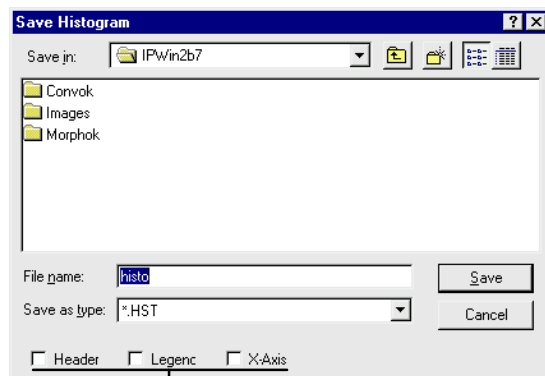 Save Histogram
Save in: IPWin2b7
Convok
Images
Morphok
File name: histo Save
Save as type: *.HST Cancel
Header Legenc X-Axis